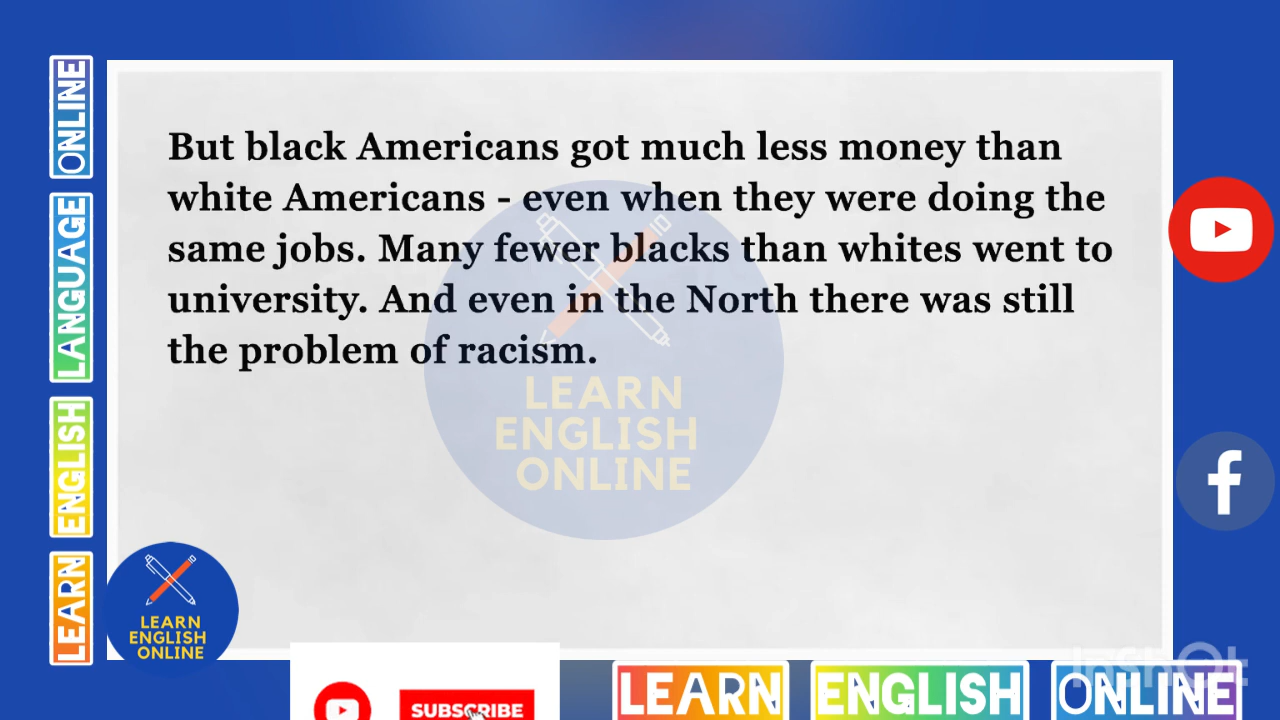 But black Americans got much less money than
white Americans - even when they were doing the
same jobs. Many fewer blacks than whites went to
university. And even in the North there was still
the problem of racism.
LEARN
ENGLISH
ONLINE
LEARN ENGLISH LANGUAGE ONLINE
LEARN
ENGLISH
ONLINE
SUBSCRIBE
LEARN ENGLISH ONLINE
InShOt